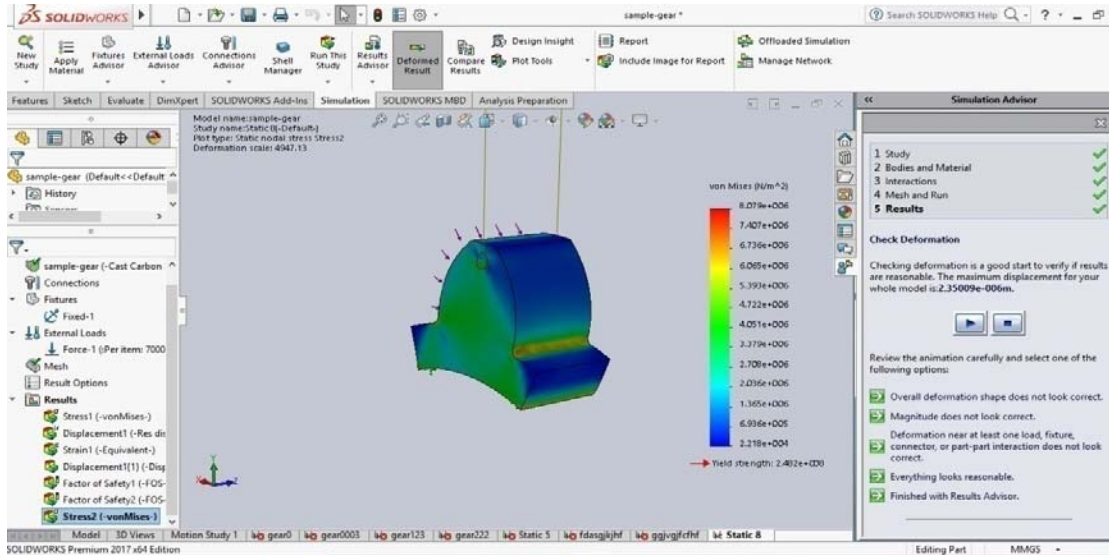 SOLIDWORKS
sample-gear *
Search SOLIDWORKS Help
New Study
Apply Material
Fixtures Advisor
External Loads Advisor
Connections Advisor
Shell Manager
Run This Study
Results Advisor
Deformed Result
Compare Results
Design Insight
Plot Tools
Report
Include Image for Report
Offloaded Simulation
Manage Network
Features Sketch Evaluate DimXpert SOLIDWORKS Add-Ins Simulation SOLIDWORKS MBD Analysis Preparation
sample-gear (Default<<Default
History
sample-gear (-Cast Carbon
Connections
Fixtures
Fixed-1
External Loads
Force-1 (:Per item: 7000
Mesh
Result Options
Results
Stress1 (-vonMises-)
Displacement1 (-Res dis
Strain1 (-Equivalent-)
Displacement1{1} (-Disp
Factor of Safety1 (-FOS-
Factor of Safety2 (-FOS-
Stress2 (-vonMises-)
Model name:sample-gear
Study name:Static 8(-Default-)
Plot type: Static nodal stress Stress2
Deformation scale: 4947.13
von Mises (N/m^2)
8.079e+006
7.407e+006
6.736e+006
6.065e+006
5.393e+006
4.722e+006
4.051e+006
3.379e+006
2.708e+006
2.036e+006
1.365e+006
6.936e+005
2.218e+004
Yield strength: 2.482e+008
Simulation Advisor
1 Study
2 Bodies and Material
3 Interactions
4 Mesh and Run
5 Results
Check Deformation
Checking deformation is a good start to verify if results
are reasonable. The maximum displacement for your
whole model is:2.35009e-006m.
Review the animation carefully and select one of the
following options:
Overall deformation shape does not look correct.
Magnitude does not look correct.
Deformation near at least one load, fixture,
connector, or part-part interaction does not look
correct.
Everything looks reasonable.
Finished with Results Advisor.
Model 3D Views Motion Study 1 gear0 gear0003 gear123 gear222 Static 5 fdasgjkjhf ggjvgjfcfhf Static 8
SOLIDWORKS Premium 2017 x64 Edition
Editing Part
MMGS